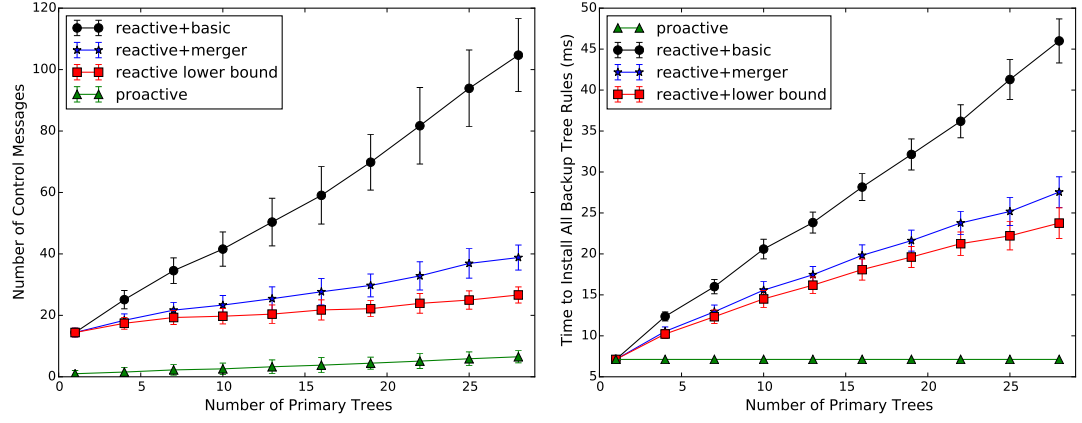 120
100
80
60
40
20
0
Number of Control Messages
reactive+basic
reactive+merger
reactive lower bound
proactive
0 5 10 15 20 25
Number of Primary Trees
50
45
40
35
30
25
20
15
10
5
Time to Install All Backup Tree Rules (ms)
proactive
reactive+basic
reactive+merger
reactive+lower bound
0 5 10 15 20 25
Number of Primary Trees